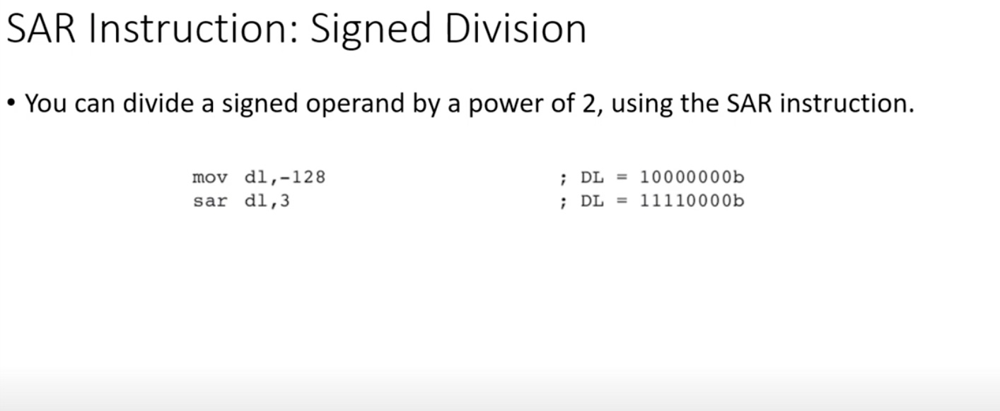 SAR Instruction: Signed Division
• You can divide a signed operand by a power of 2, using the SAR instruction.
mov dl,-128 ; DL = 10000000b
sar dl,3 ; DL = 11110000b